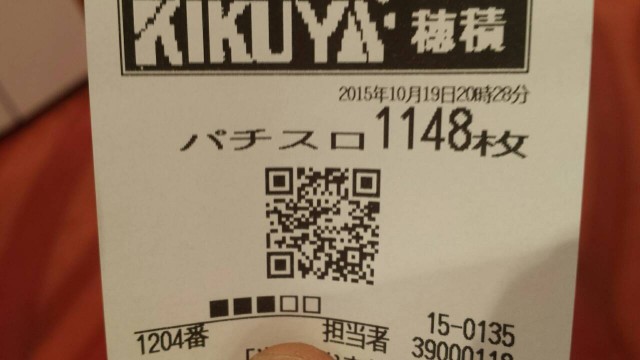 KIKUYA 穂積
2015年10月19日20時28分
パチスロ1148枚
■■■□□
1204番 担当者 15-0135